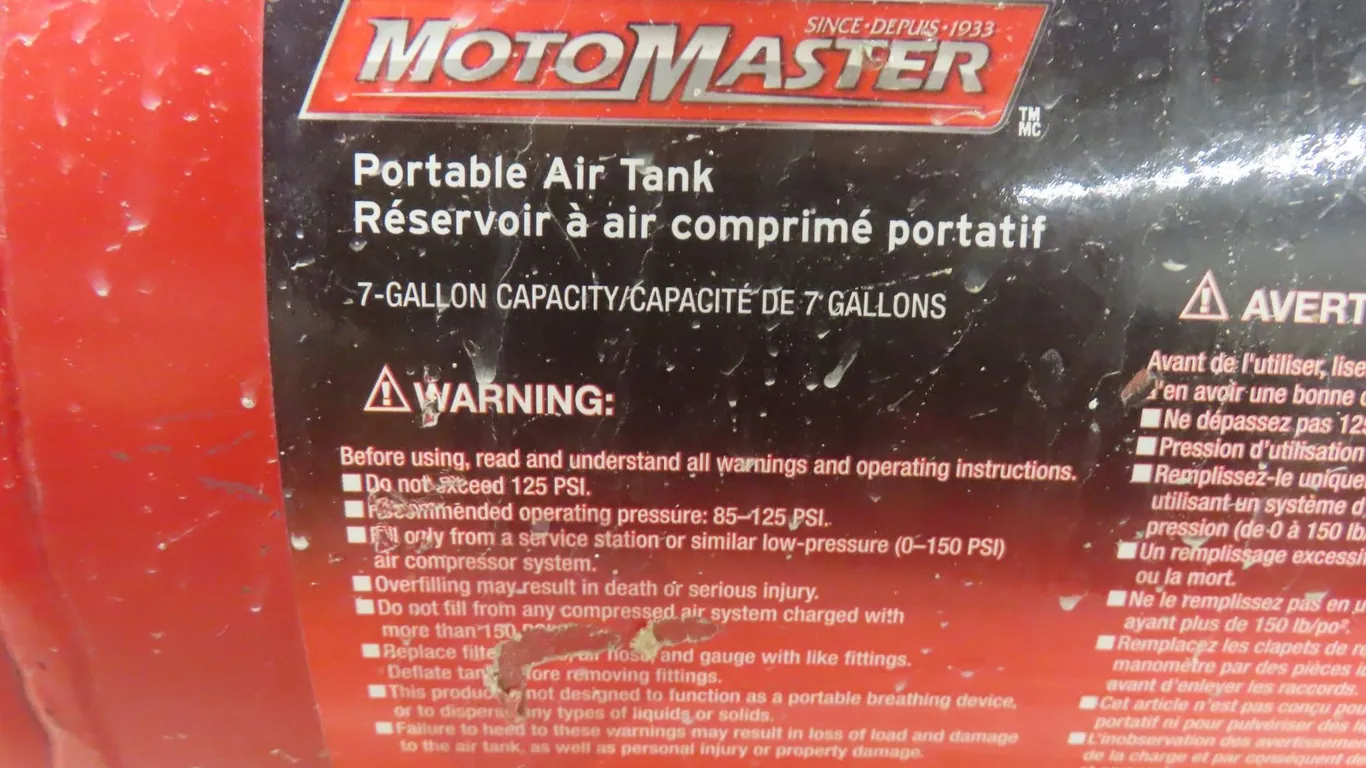 SINCE·DEPUIS·1933
MOTOMASTER
TM
MC
Portable Air Tank
Réservoir à air comprimé portatif
7-GALLON CAPACITY/CAPACITÉ DE 7 GALLONS
WARNING:
Before using, read and understand all warnings and operating instructions.
Do not exceed 125 PSI.
Recommended operating pressure: 85–125 PSI.
Fill only from a service station or similar low-pressure (0–150 PSI)
air compressor system.
Overfilling may result in death or serious injury.
Do not fill from any compressed air system charged with
more than 150
Replace hose, and gauge with like fittings.
Deflate before removing fittings.
This product not designed to function as a portable breathing device,
or to disperse any types of liquids or solids.
Failure to heed to these warnings may result in loss of load and damage
to the air tank, as well as personal injury or property damage.
AVERT
Avant de l'utiliser, lise
d'en avoir une bonne
Ne dépassez pas 125
Pression d'utilisation
Remplissez-le unique
utilisant un système d
pression (de 0 à 150 lb
Un remplissage excessi
ou la mort.
Ne le remplissez pas en
ayant plus de 150 lb/po².
Remplacez les clapets de re
manomètre par des pièces
avant d'enlever les raccords.
Cet article n'est pas conçu pou
portatif ni pour pulvériser des
L'inobservation des avertisseme
de la charge et par conséquent de